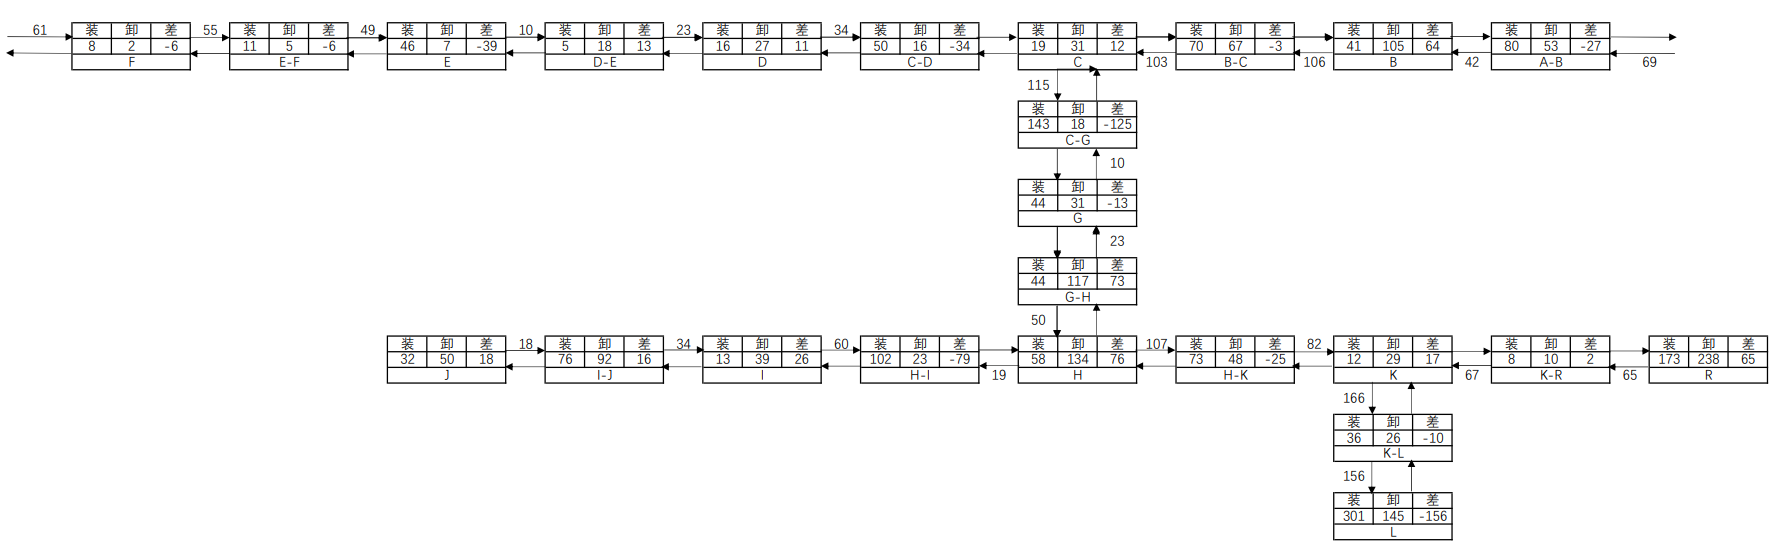 61 装 卸 差 55 装 卸 差 49 装 卸 差 10 装 卸 差 23 装 卸 差 34 装 卸 差 装 卸 差 装 卸 差 装 卸 差 装 卸 差
8 2 -6 11 5 -6 46 7 -39 5 18 13 16 27 11 50 16 -34 19 31 12 70 67 -3 41 105 64 80 53 -27
F E-F E D-E D C-D C 103 B-C 106 B 42 A-B 69
115
装 卸 差
143 18 -125
C-G
10
装 卸 差
44 31 -13
G
23
装 卸 差
44 117 73
G-H
50
装 卸 差 18 装 卸 差 34 装 卸 差 60 装 卸 差 装 卸 差 107 装 卸 差 82 装 卸 差 装 卸 差 装 卸 差
32 50 18 76 92 16 13 39 26 102 23 -79 58 134 76 73 48 -25 12 29 17 8 10 2 173 238 65
J I-J I H-I 19 H H-K K 67 K-R 65 R
166
装 卸 差
36 26 -10
K-L
156
装 卸 差
301 145 -156
L